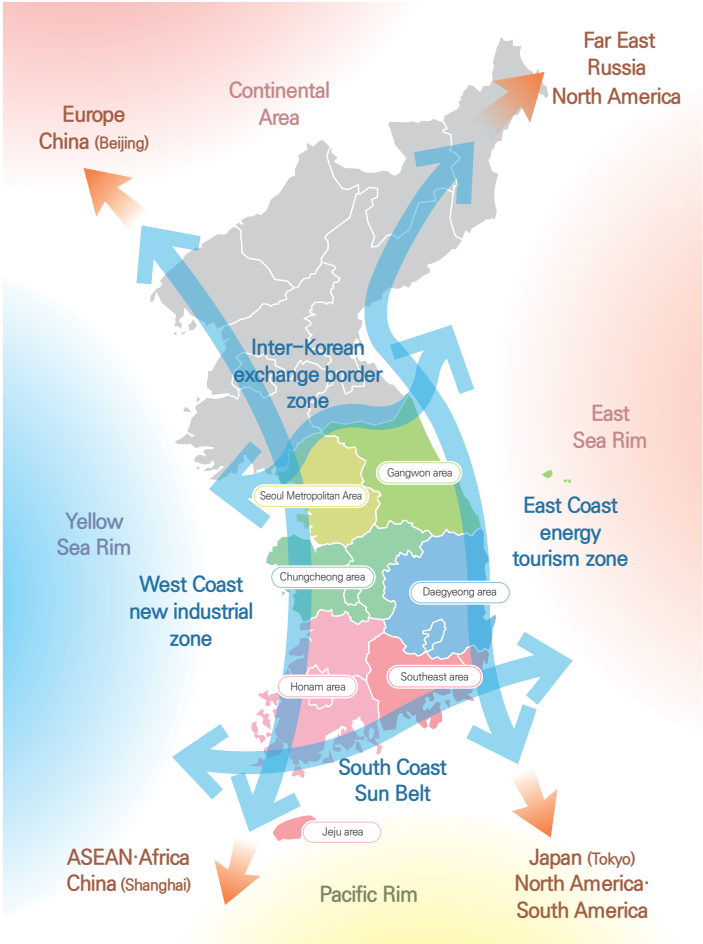 Far East
Russia
North America
Continental
Area
Europe
China (Beijing)
Inter-Korean
exchange border
zone
East
Sea Rim
Gangwon area
Seoul Metropolitan Area
East Coast
energy
tourism zone
Yellow
Sea Rim
Chungcheong area
West Coast
new industrial
zone
Daegyeong area
Southeast area
Honam area
South Coast
Sun Belt
Jeju area
ASEAN·Africa
China (Shanghai)
Pacific Rim
Japan (Tokyo)
North America·
South America